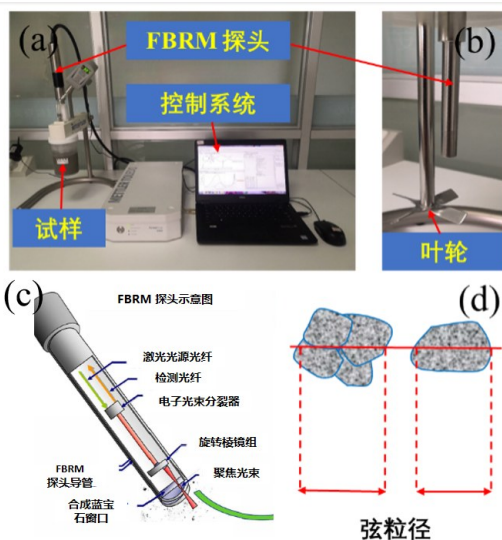 (a)
FBRM 探头
(b)
控制系统
试样
叶轮
(c)
FBRM 探头示意图
(d)
激光光源光纤
检测光纤
电子光束分裂器
旋转棱镜组
FBRM
探头导管
聚焦光束
合成蓝宝
石窗口
弦粒径